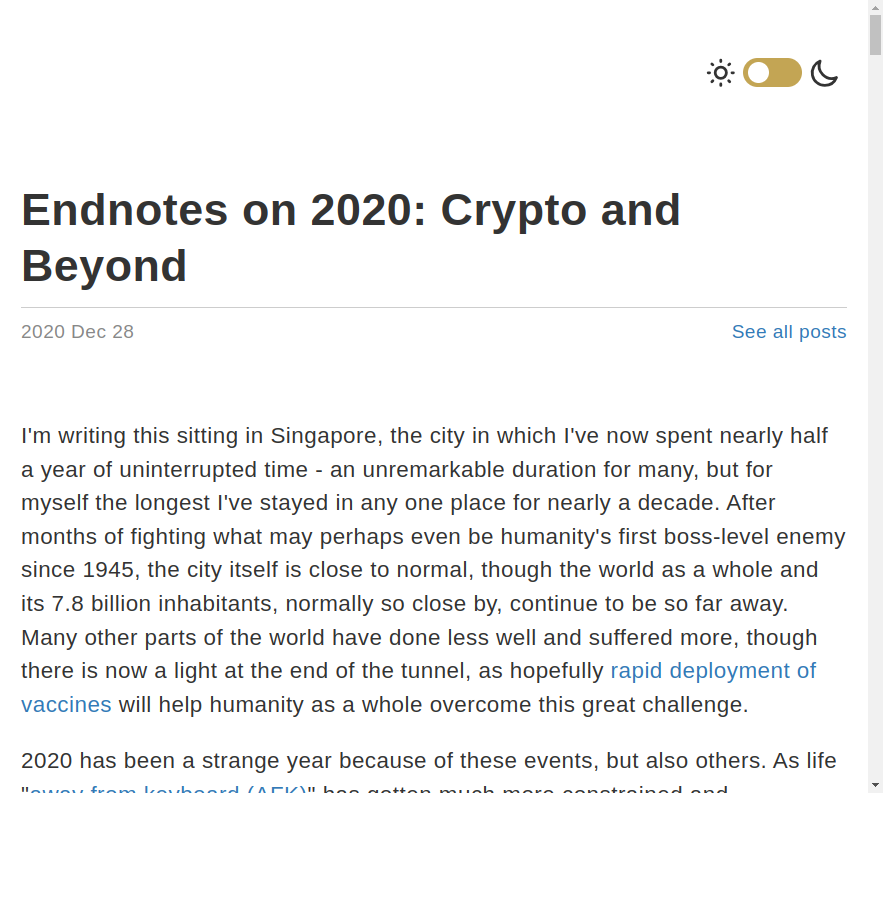 Endnotes on 2020: Crypto and
Beyond
2020 Dec 28
See all posts
I'm writing this sitting in Singapore, the city in which I've now spent nearly half
a year of uninterrupted time - an unremarkable duration for many, but for
myself the longest I've stayed in any one place for nearly a decade. After
months of fighting what may perhaps even be humanity's first boss-level enemy
since 1945, the city itself is close to normal, though the world as a whole and
its 7.8 billion inhabitants, normally so close by, continue to be so far away.
Many other parts of the world have done less well and suffered more, though
there is now a light at the end of the tunnel, as hopefully rapid deployment of
vaccines will help humanity as a whole overcome this great challenge.
2020 has been a strange year because of these events, but also others. As life
"away from keyboard (AFK)" has gotten much more constrained and